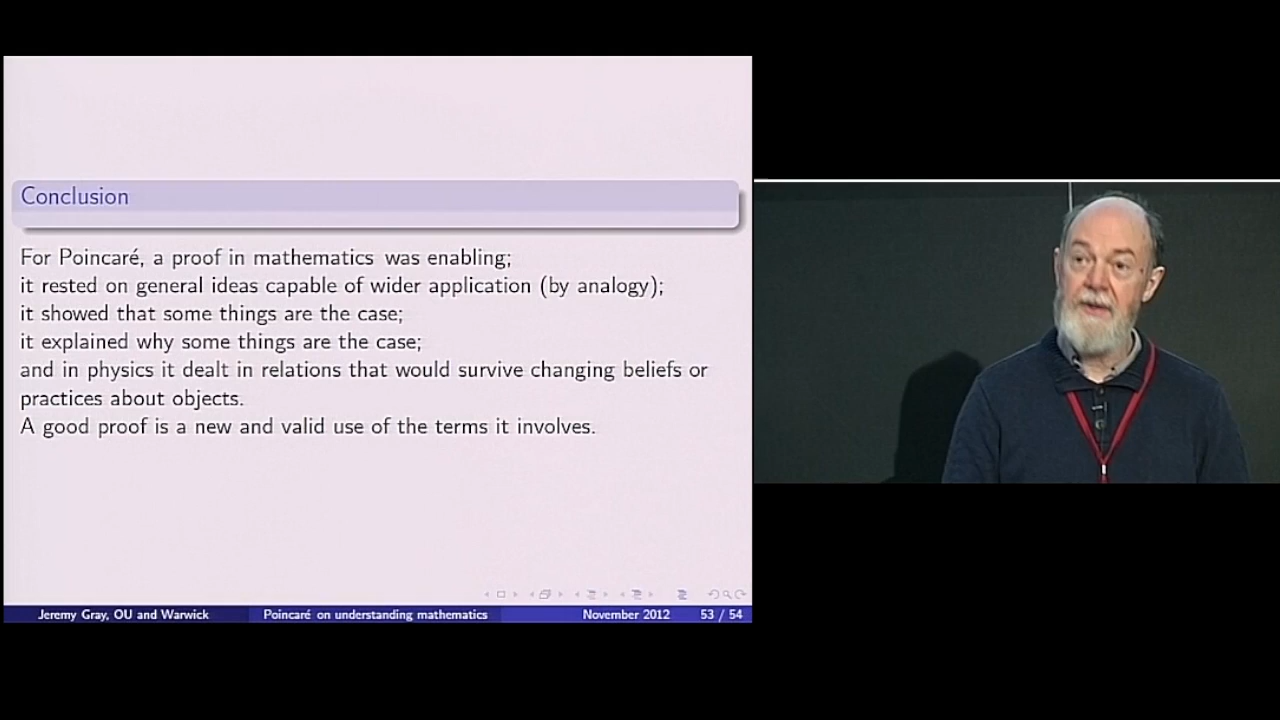 Conclusion
For Poincaré, a proof in mathematics was enabling;
it rested on general ideas capable of wider application (by analogy);
it showed that some things are the case;
it explained why some things are the case;
and in physics it dealt in relations that would survive changing beliefs or
practices about objects.
A good proof is a new and valid use of the terms it involves.
Jeremy Gray, OU and Warwick Poincaré on understanding mathematics November 2012 53 / 54